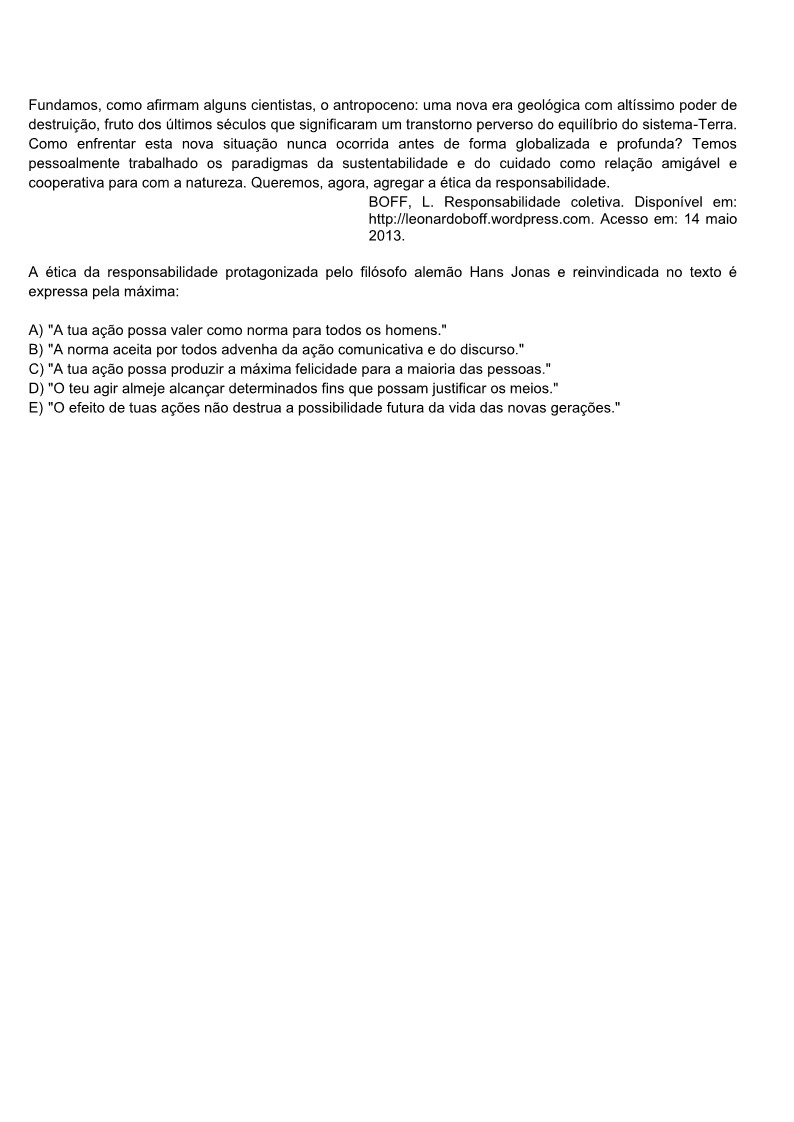 Fundamos, como afirmam alguns cientistas, o antropoceno: uma nova era geológica com altíssimo poder de
destruição, fruto dos últimos séculos que significaram um transtorno perverso do equilíbrio do sistema-Terra.
Como enfrentar esta nova situação nunca ocorrida antes de forma globalizada e profunda? Temos
pessoalmente trabalhado os paradigmas da sustentabilidade e do cuidado como relação amigável e
cooperativa para com a natureza. Queremos, agora, agregar a ética da responsabilidade.
BOFF, L. Responsabilidade coletiva. Disponível em:
http://leonardoboff.wordpress.com. Acesso em: 14 maio
2013.
A ética da responsabilidade protagonizada pelo filósofo alemão Hans Jonas e reinvindicada no texto é
expressa pela máxima:
A) "A tua ação possa valer como norma para todos os homens."
B) "A norma aceita por todos advenha da ação comunicativa e do discurso."
C) "A tua ação possa produzir a máxima felicidade para a maioria das pessoas."
D) "O teu agir almeje alcançar determinados fins que possam justificar os meios."
E) "O efeito de tuas ações não destrua a possibilidade futura da vida das novas gerações."